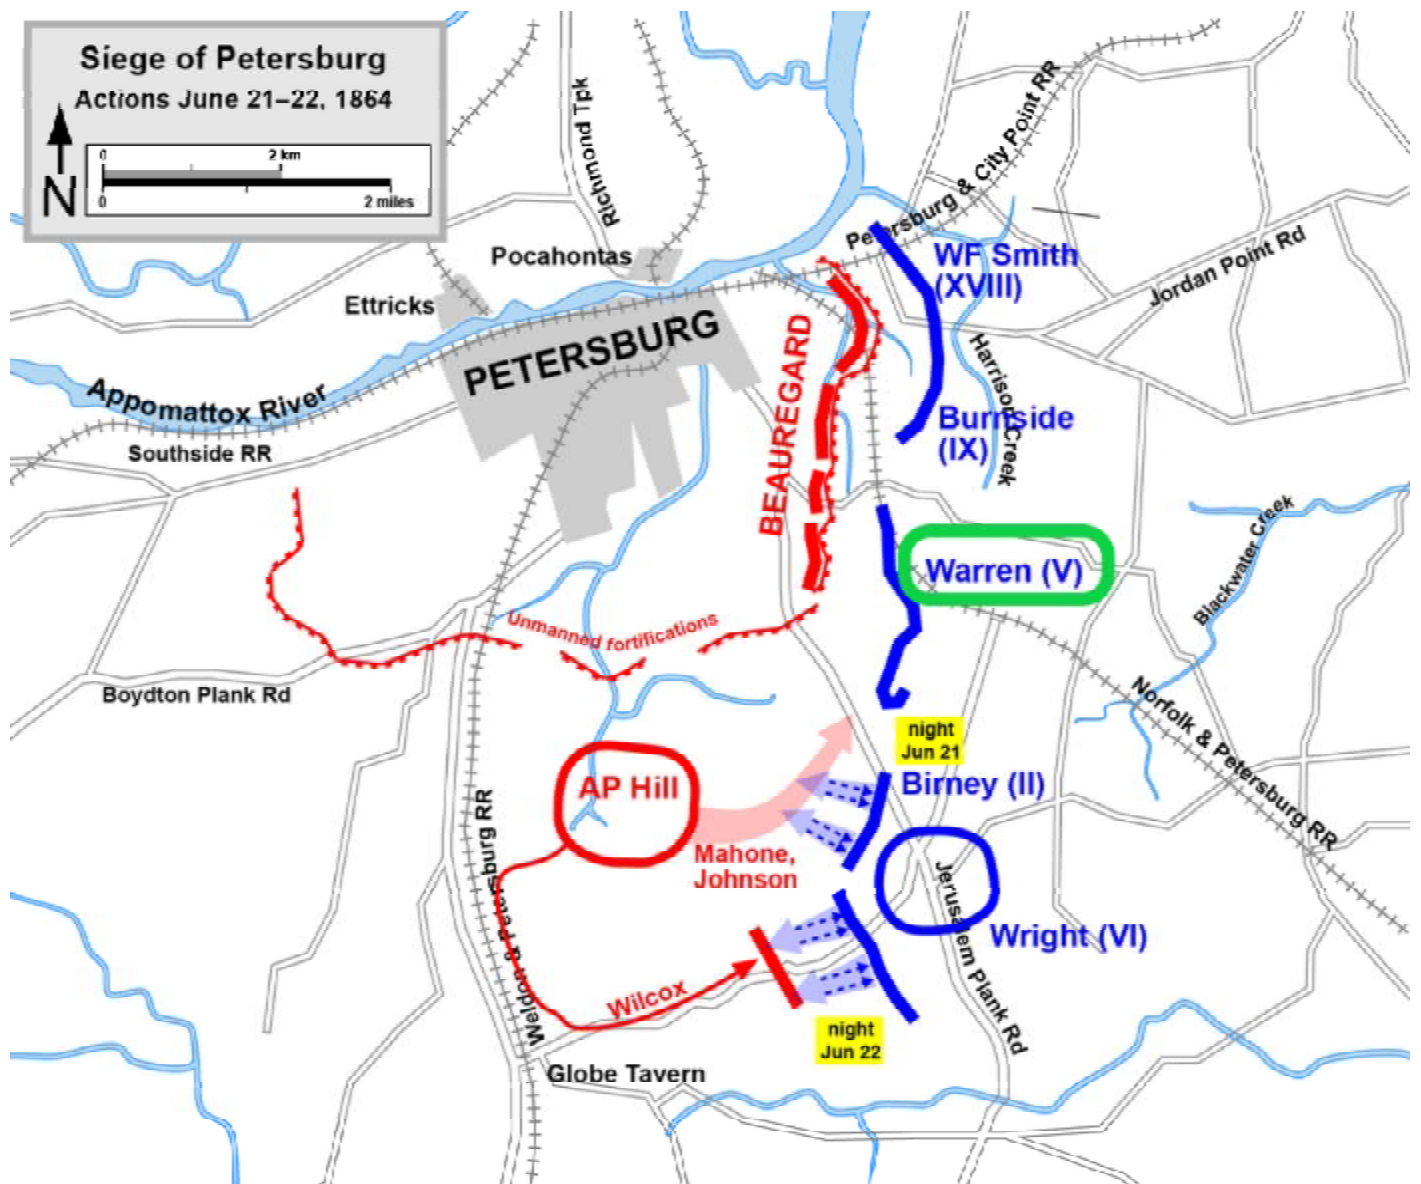 Siege of Petersburg
Actions June 21–22, 1864
0
2 km
N
0
2 miles
Richmond Tpk
Petersburg & City Point RR
Pocahontas
WF Smith
(XVIII)
Jordan Point Rd
Ettricks
PETERSBURG
BEAUREGARD
Harrison Creek
Appomattox River
Burnside
(IX)
Southside RR
Blackwater Creek
Warren (V)
Unmanned fortifications
Boydton Plank Rd
Norfolk & Petersburg RR
night
Jun 21
AP Hill
Birney (II)
Weldon & Petersburg RR
Mahone,
Johnson
Jerusalem Plank Rd
Wright (VI)
Wilcox
night
Jun 22
Globe Tavern